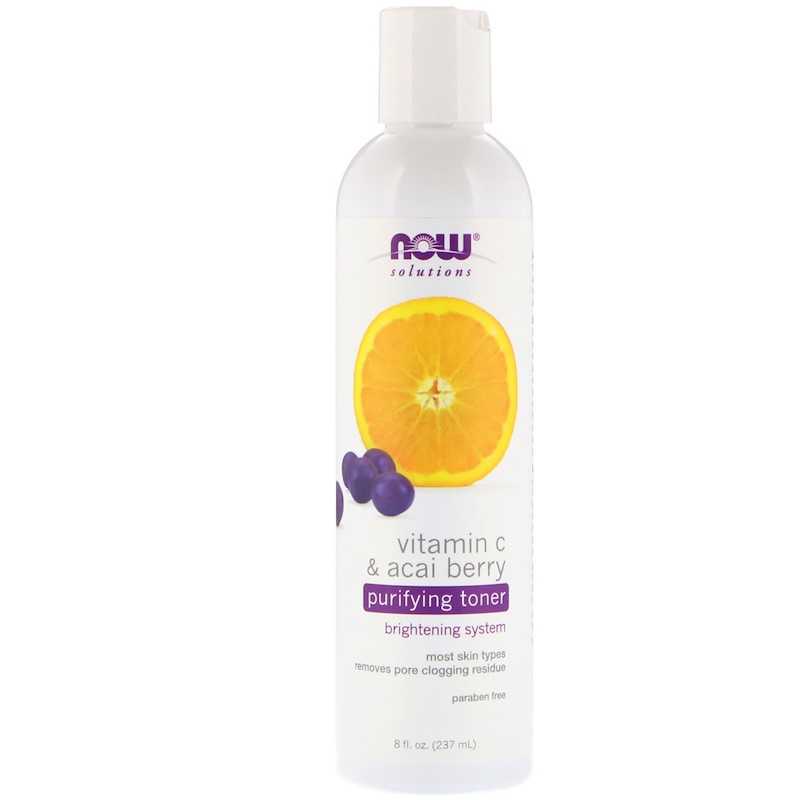 now®
solutions
vitamin c
& acai berry
purifying toner
brightening system
most skin types
removes pore clogging residue
paraben free
8 fl. oz. (237 mL)